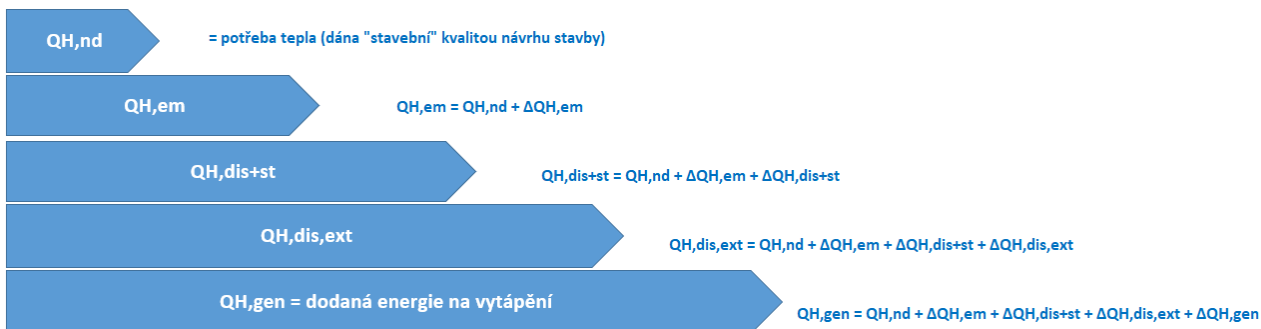 QH,nd
= potřeba tepla (dána "stavební" kvalitou návrhu stavby)
QH,em
QH,em = QH,nd + ΔQH,em
QH,dis+st
QH,dis+st = QH,nd + ΔQH,em + ΔQH,dis+st
QH,dis,ext
QH,dis,ext = QH,nd + ΔQH,em + ΔQH,dis+st + ΔQH,dis,ext
QH,gen = dodaná energie na vytápění
QH,gen = QH,nd + ΔQH,em + ΔQH,dis+st + ΔQH,dis,ext + ΔQH,gen